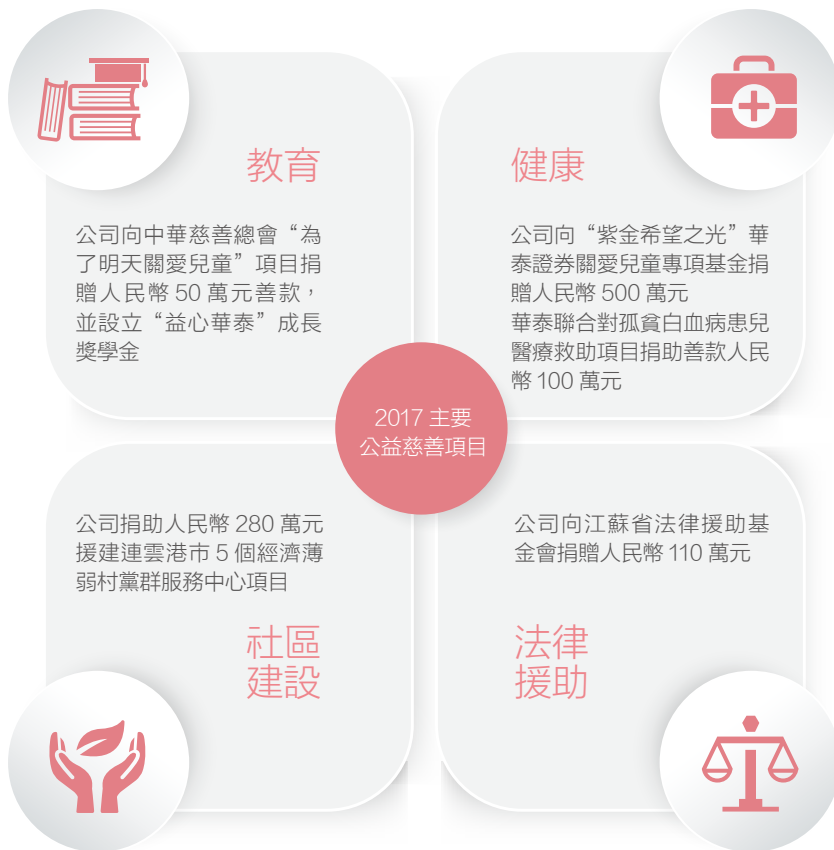 教育
公司向中華慈善總會“為
了明天關愛兒童”項目捐
贈人民幣 50 萬元善款，
並設立“益心華泰”成長
獎學金
健康
公司向“紫金希望之光”華
泰證券關愛兒童專項基金捐
贈人民幣 500 萬元
華泰聯合對孤貧白血病患兒
醫療救助項目捐助善款人民
幣 100 萬元
2017 主要
公益慈善項目
公司捐助人民幣 280 萬元
援建連雲港市 5 個經濟薄
弱村黨群服務中心項目
社區
建設
公司向江蘇省法律援助基
金會捐贈人民幣 110 萬元
法律
援助